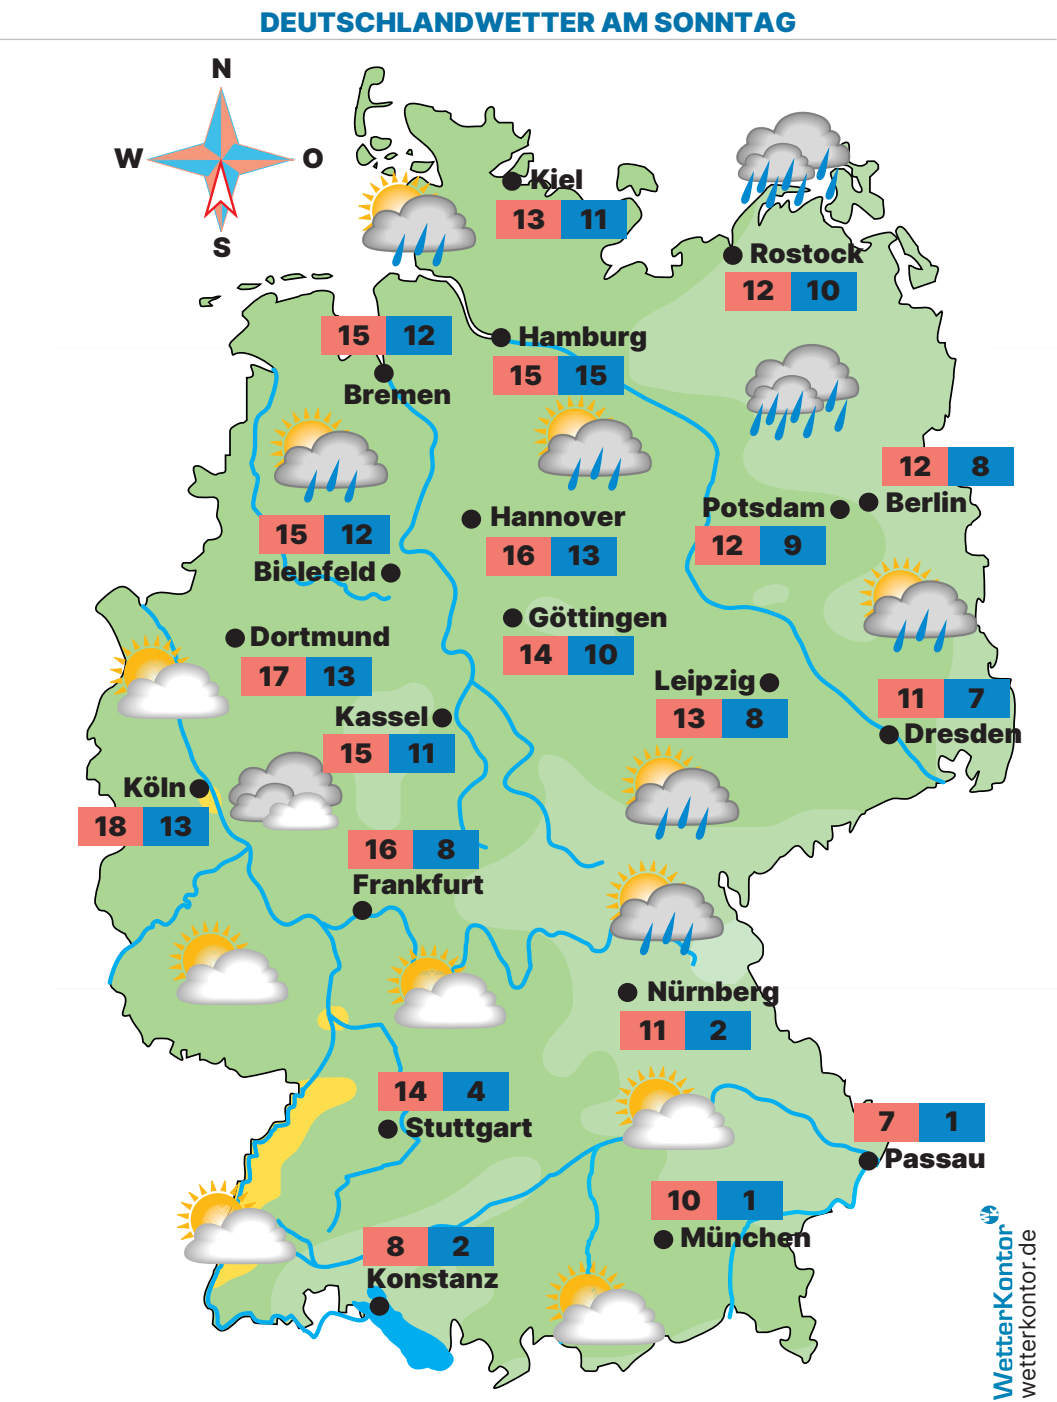 DEUTSCHLANDWETTER AM SONNTAG
N
W O
S
Kiel
13 11
Rostock
12 10
15 12
Bremen
Hamburg
15 15
12 8
Berlin
Potsdam
12 9
Hannover
16 13
15 12
Bielefeld
Göttingen
14 10
Dortmund
17 13
Leipzig
13 8
11 7
Dresden
Kassel
15 11
Köln
18 13
16 8
Frankfurt
Nürnberg
11 2
14 4
Stuttgart
7 1
Passau
10 1
München
8 2
Konstanz
WetterKontor
wetterkontor.de